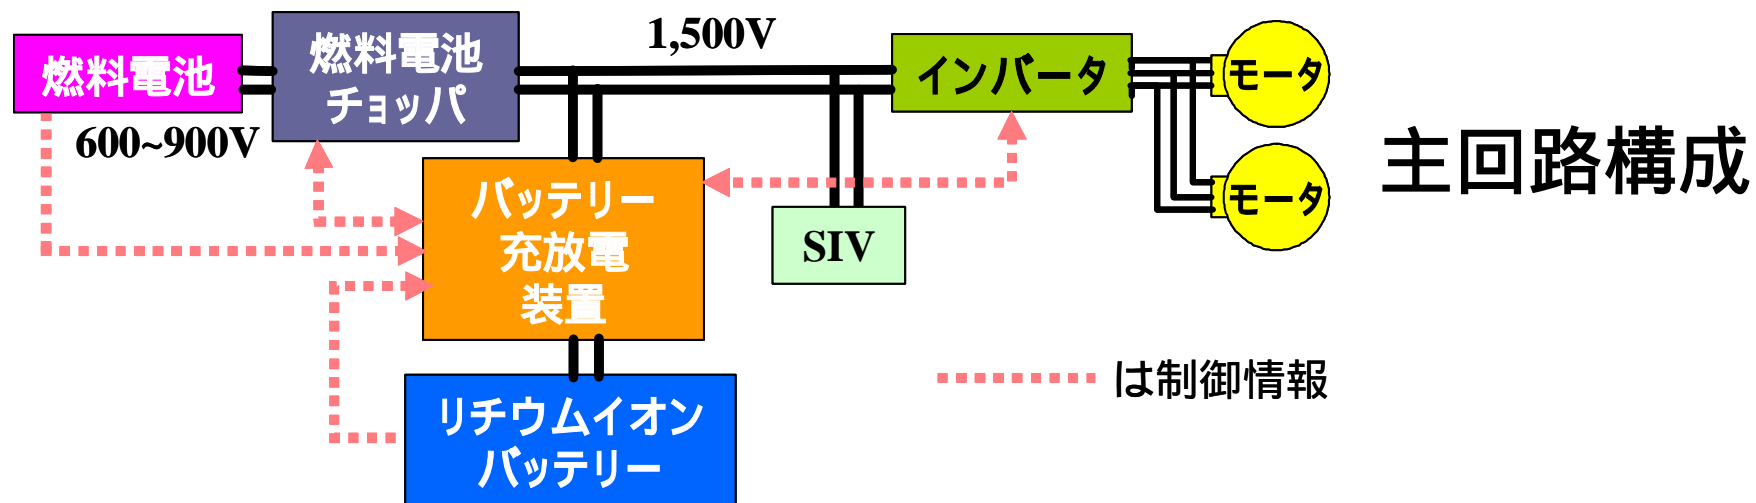 燃料電池
600~900V
燃料電池
チョッパ
1,500V
インバータ
モータ
モータ
主回路構成
バッテリー
充放電
装置
SIV
は制御情報
リチウムイオン
バッテリー